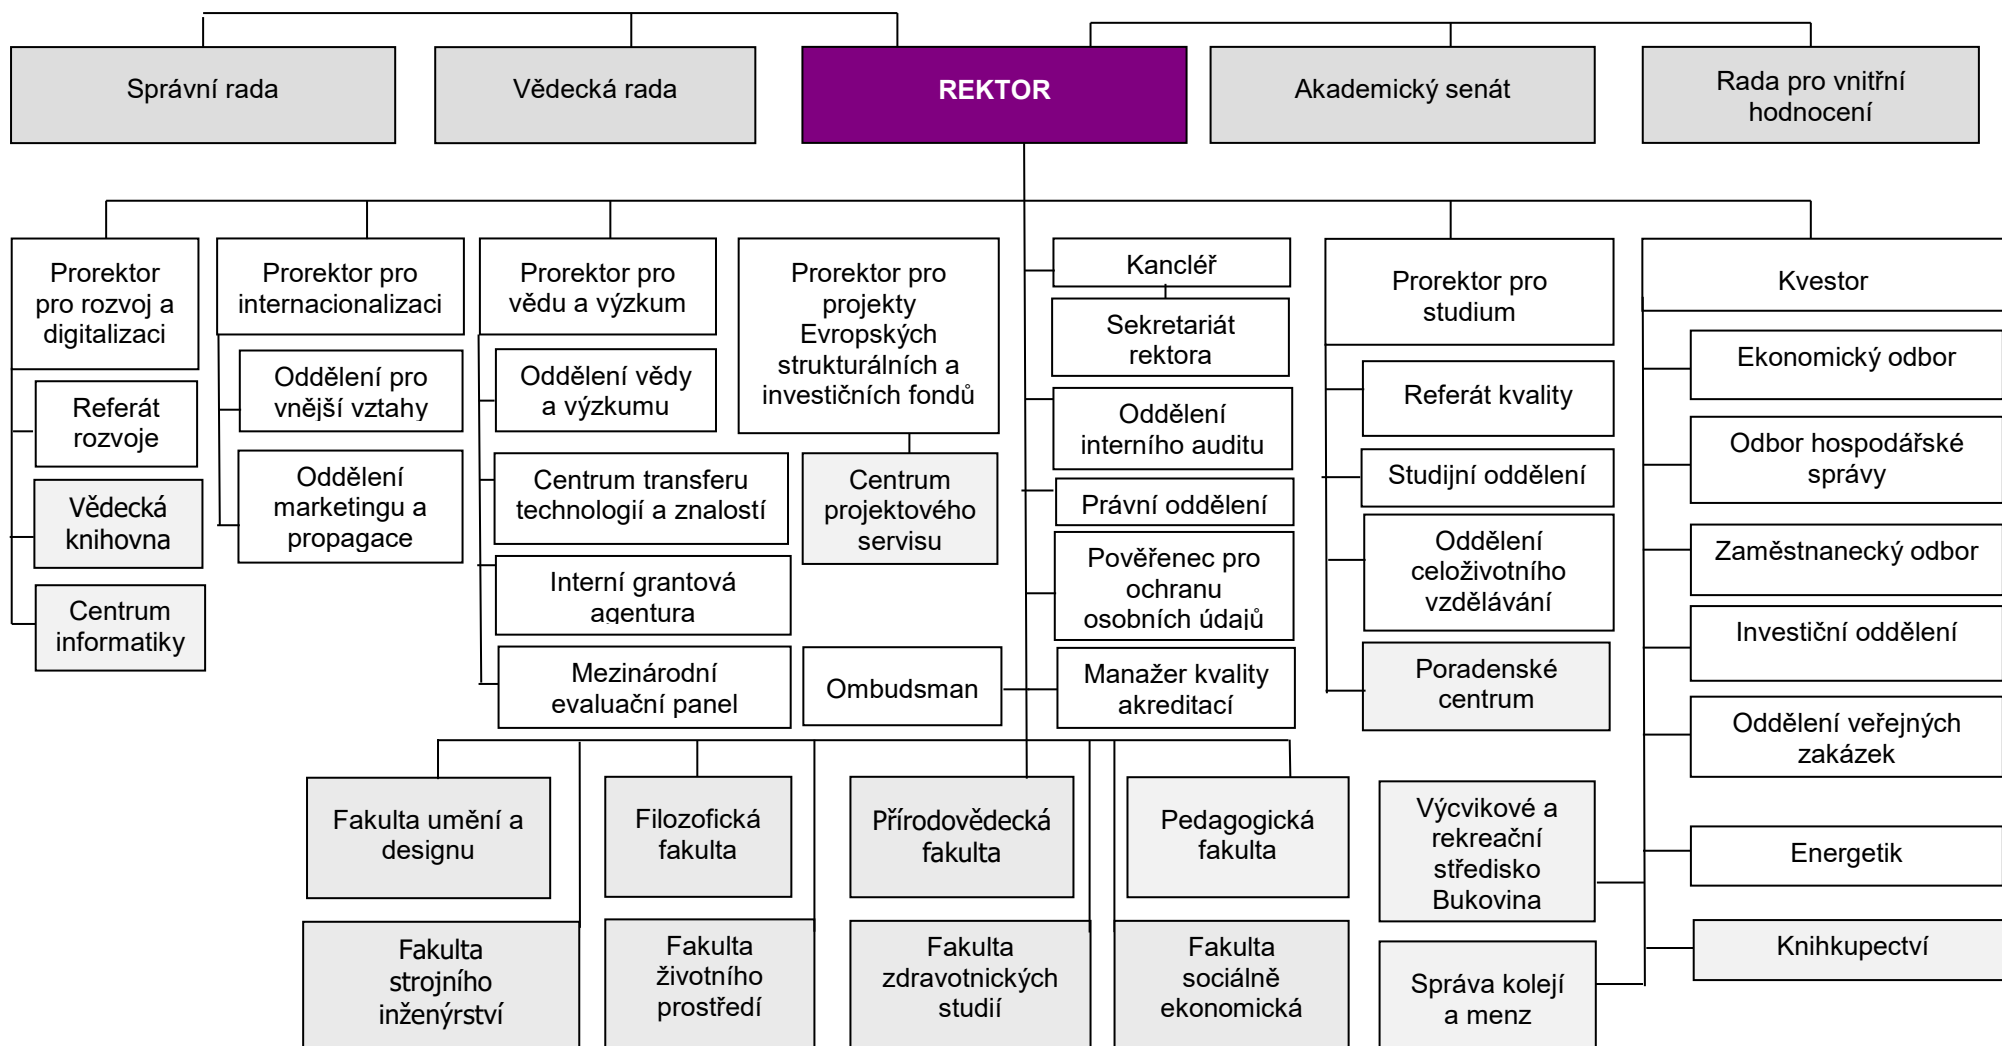 Správní rada
Vědecká rada
REKTOR
Akademický senát
Rada pro vnitřní
hodnocení
Prorektor
pro rozvoj a
digitalizaci
Prorektor pro
internacionalizaci
Prorektor pro
vědu a výzkum
Prorektor pro
projekty
Evropských
strukturálních a
investičních fondů
Kancléř
Sekretariát
rektora
Prorektor pro
studium
Kvestor
Referát
rozvoje
Vědecká
knihovna
Centrum
informatiky
Oddělení pro
vnější vztahy
Oddělení
marketingu a
propagace
Oddělení vědy
a výzkumu
Centrum transferu
technologií a znalostí
Interní grantová
agentura
Mezinárodní
evaluační panel
Centrum
projektového
servisu
Ombudsman
Oddělení
interního auditu
Právní oddělení
Pověřenec pro
ochranu
osobních údajů
Manažer kvality
akreditací
Referát kvality
Studijní oddělení
Oddělení
celoživotního
vzdělávání
Poradenské
centrum
Ekonomický odbor
Odbor hospodářské
správy
Zaměstnanecký odbor
Investiční oddělení
Oddělení veřejných
zakázek
Energetik
Knihkupectví
Výcvikové a
rekreační
středisko
Bukovina
Správa kolejí
a menz
Fakulta umění a
designu
Filozofická
fakulta
Přírodovědecká
fakulta
Pedagogická
fakulta
Fakulta
strojního
inženýrství
Fakulta
životního
prostředí
Fakulta
zdravotnických
studií
Fakulta
sociálně
ekonomická